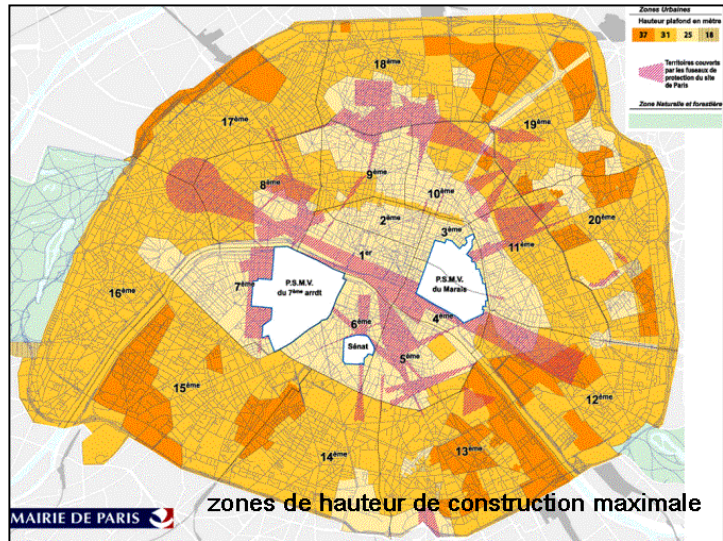 Zones Urbaines
Hauteur plafond en mètre
37 31 25 18
Territoires couverts
par les fuseaux de
protection du site
de Paris
Zone Naturelle et forestière
18ème
17ème
19ème
9ème
8ème
10ème
2ème
20ème
3ème
11ème
1er
P.S.M.V.
du 7ème arrdt
P.S.M.V.
du Marais
7ème
16ème
4ème
6ème
Sénat
5ème
15ème
12ème
13ème
14ème
zones de hauteur de construction maximale
MAIRIE DE PARIS